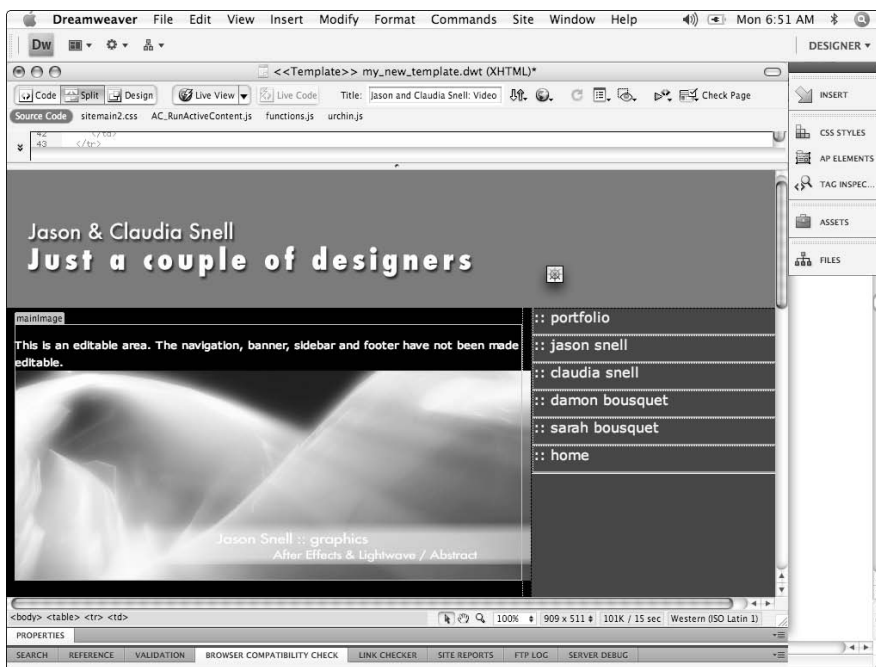 Dreamweaver File Edit View Insert Modify Format Commands Site Window Help Mon 6:51 AM
Dw DESIGNER
<<Template>> my_new_template.dwt (XHTML)*
Code Split Design Live View Live Code Title: Jason and Claudia Snell: Video Check Page
Source Code sitemain2.css AC_RunActiveContent.js functions.js urchin.js
42 </td>
43 </tr>
INSERT
CSS STYLES
AP ELEMENTS
TAG INSPEC...
ASSETS
FILES
Jason & Claudia Snell
Just a couple of designers
mainImage
This is an editable area. The navigation, banner, sidebar and footer have not been made
editable.
Jason Snell :: graphics
After Effects & Lightwave / Abstract
:: portfolio
:: jason snell
:: claudia snell
:: damon bousquet
:: sarah bousquet
:: home
<body> <table> <tr> <td> 100% 909 x 511 101K / 15 sec Western (ISO Latin 1)
PROPERTIES
SEARCH REFERENCE VALIDATION BROWSER COMPATIBILITY CHECK LINK CHECKER SITE REPORTS FTP LOG SERVER DEBUG